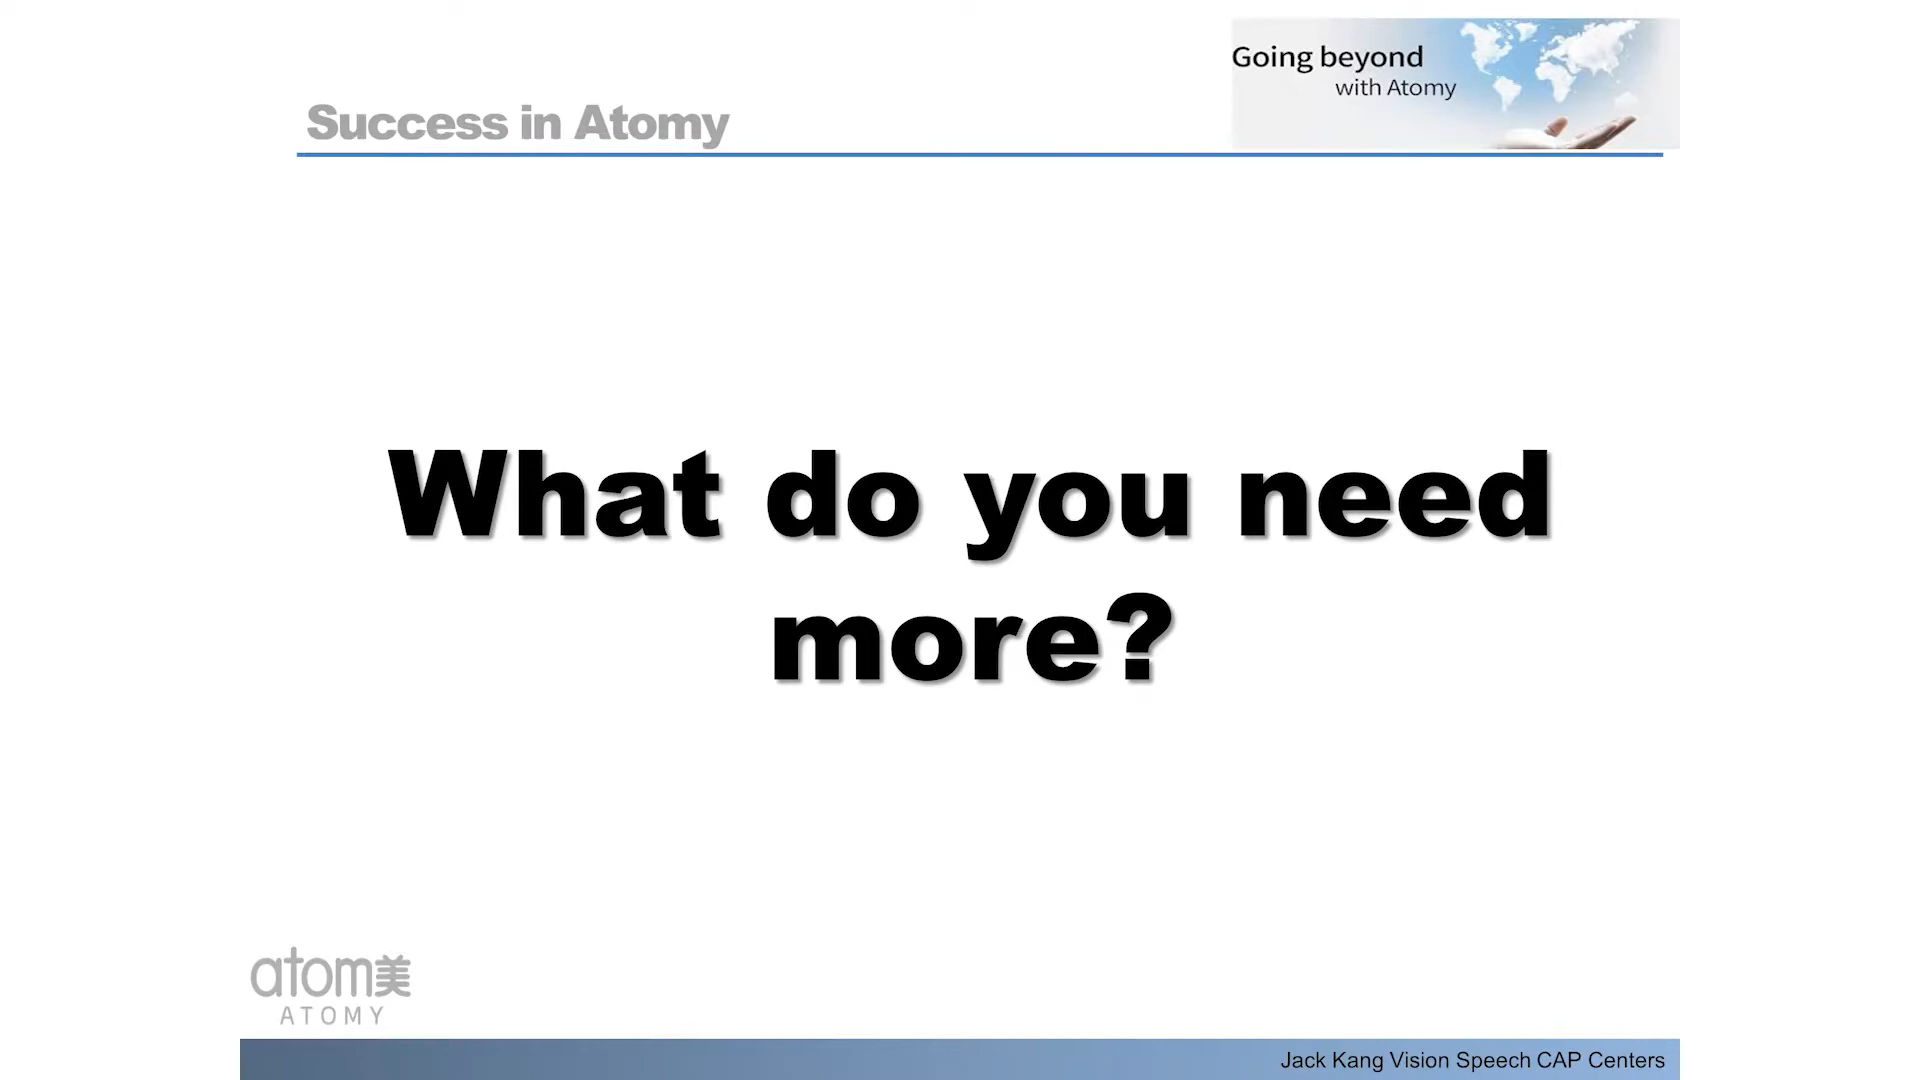 Going beyond
with Atomy
Success in Atomy
What do you need
more?
atom美
ATOMY
Jack Kang Vision Speech CAP Centers